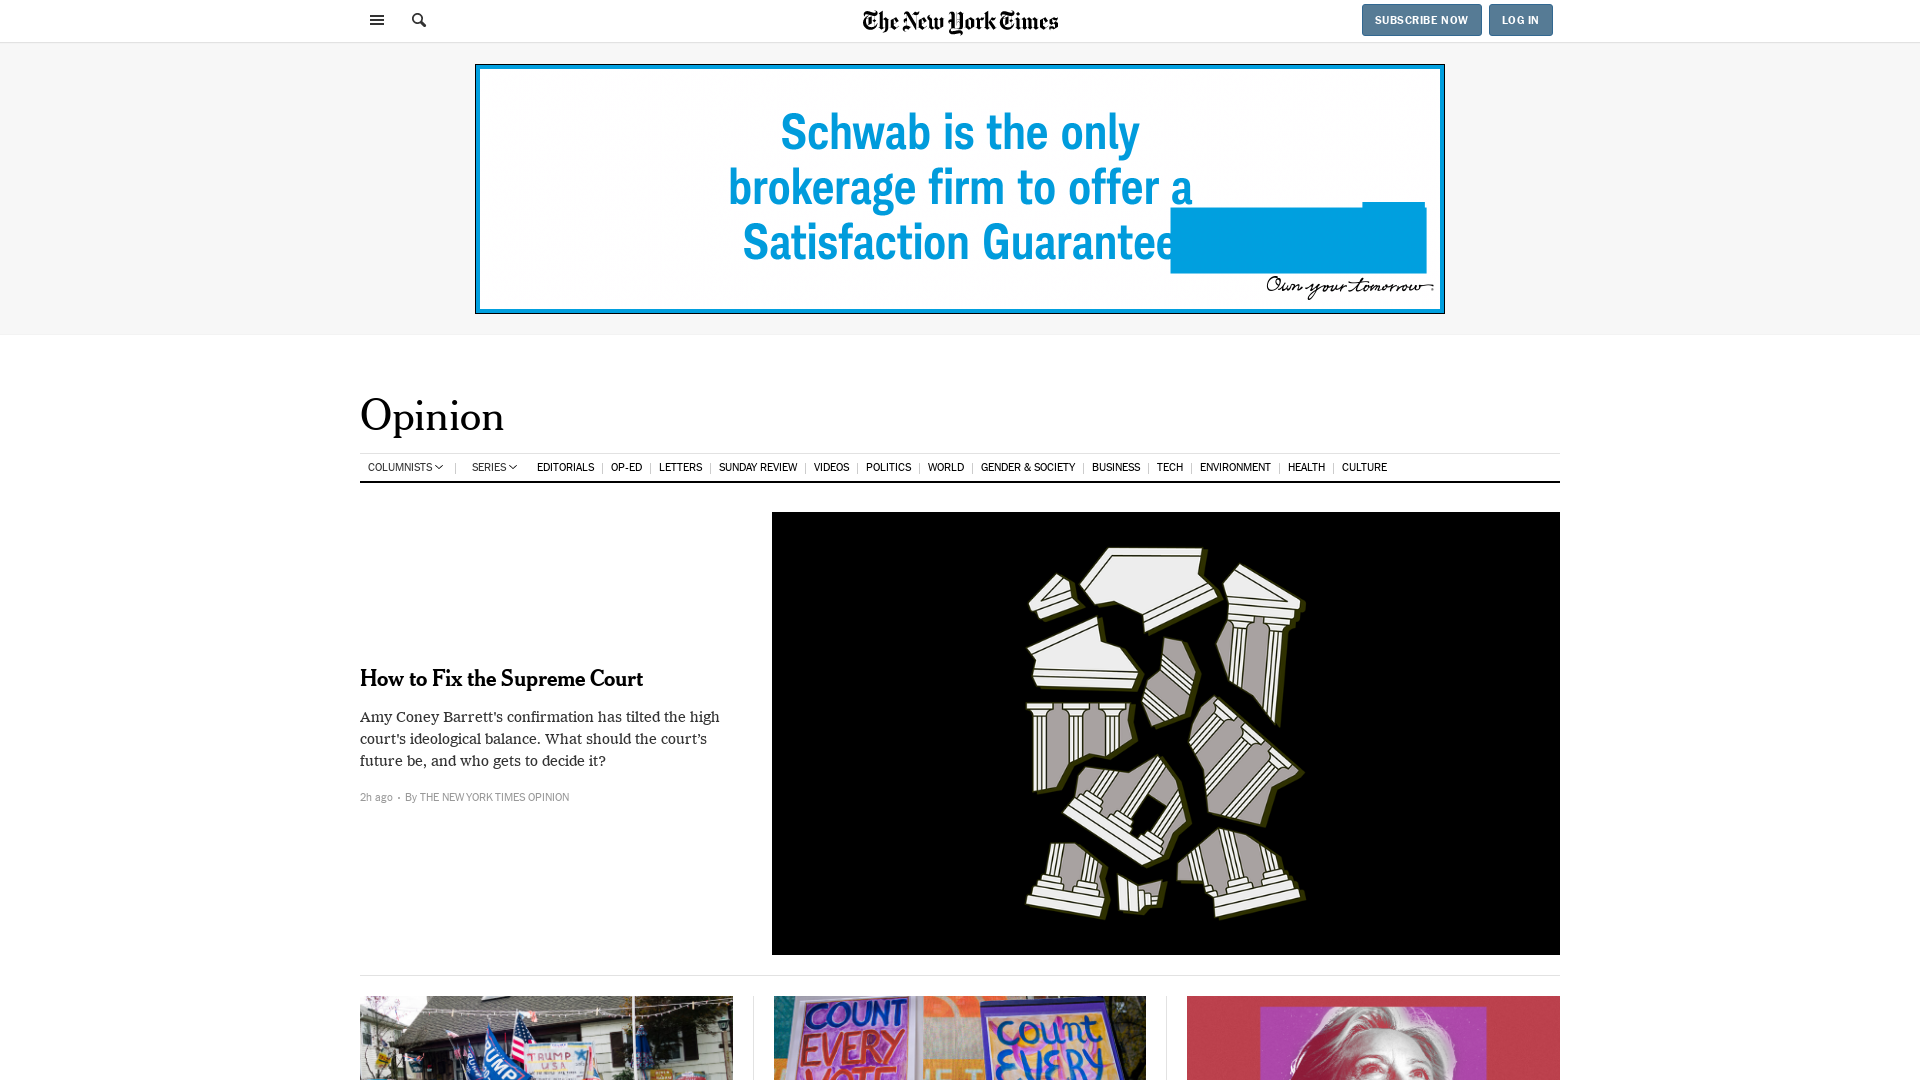 The New York Times
SUBSCRIBE NOW
LOG IN
Schwab is the only
brokerage firm to offer a
Satisfaction Guarantee
Own your tomorrow
Opinion
COLUMNISTS SERIES EDITORIALS OP-ED LETTERS SUNDAY REVIEW VIDEOS POLITICS WORLD GENDER & SOCIETY BUSINESS TECH ENVIRONMENT HEALTH CULTURE
How to Fix the Supreme Court
Amy Coney Barrett's confirmation has tilted the high
court's ideological balance. What should the court’s
future be, and who gets to decide it?
2h ago • By THE NEW YORK TIMES OPINION
TRUMP
TRUMP
USA
COUNT
EVERY
VOTE
COUNT
EVERY